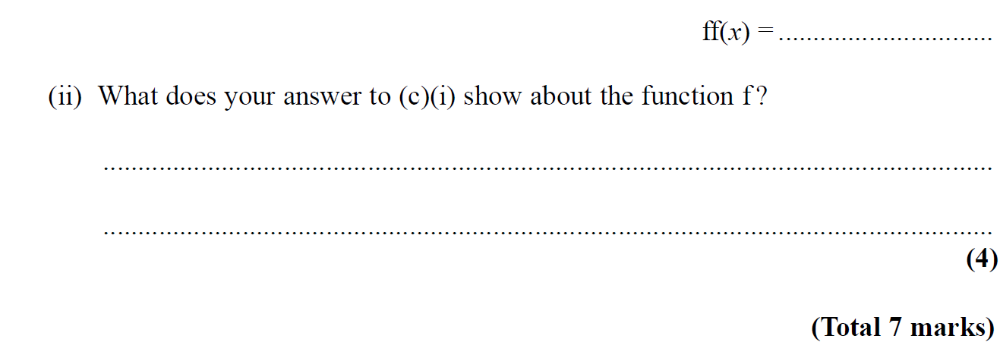 ff(x) = ..............................
(ii) What does your answer to (c)(i) show about the function f?
................................................................................................................................
................................................................................................................................
(4)
(Total 7 marks)